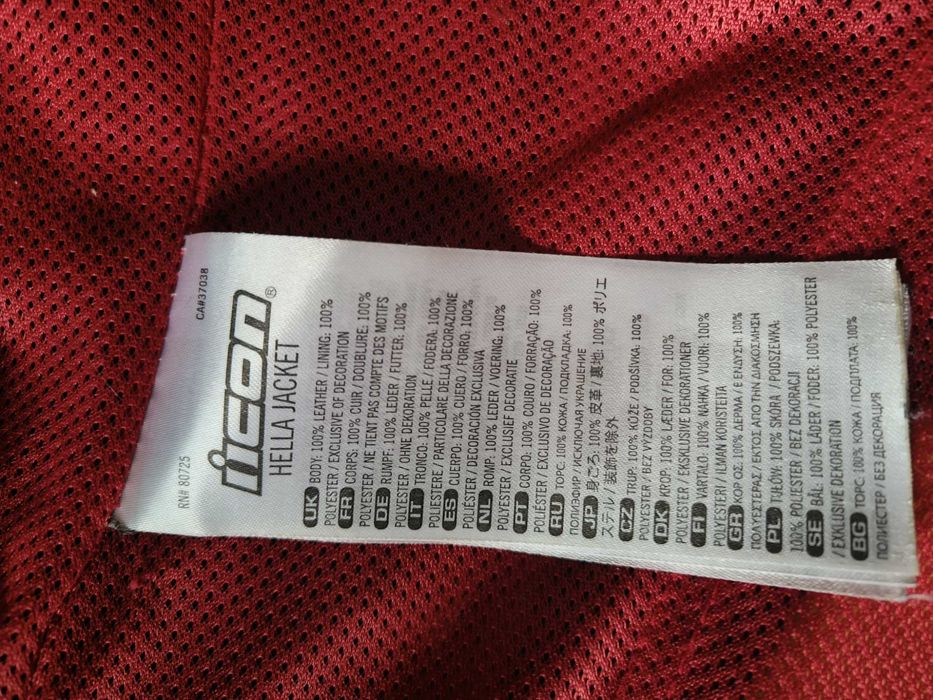 RN# 80725 CA#37038
icon®
HELLA JACKET
UK BODY: 100% LEATHER / LINING: 100%
POLYESTER / EXCLUSIVE OF DECORATION
FR CORPS: 100% CUIR / DOUBLURE: 100%
POLYESTER / NE TIENT PAS COMPTE DES MOTIFS
DE RUMPF: 100% LEDER / FUTTER: 100%
POLYESTER / OHNE DEKORATION
IT TRONCO: 100% PELLE / FODERA: 100%
POLIESTERE / PARTICOLARE DELLA DECORAZIONE
ES CUERPO: 100% CUERO / FORRO: 100%
POLYESTER / DECORACIÓN EXCLUSIVA
NL ROMP: 100% LEDER / VOERING: 100%
POLYESTER / EXCLUSIEF DECORATIE
PT CORPO: 100% COURO / FORRAÇÃO: 100%
POLIÉSTER / EXCLUSIVO DE DECORAÇÃO
RU ТОРС: 100% КОЖА / ПОДКЛАДКА: 100%
ПОЛИЭФИР / ИСКЛЮЧАЯ УКРАШЕНИЕ
JP 身ごろ: 100% 皮革 / 裏地: 100% ポリエ
ステル / 装飾を除外
CZ TRUP: 100% KOŽE / PODŠÍVKA: 100%
POLYESTER / BEZ VÝZDOBY
DK KROP: 100% LÆDER / FOR: 100%
POLYESTER / EKSKLUSIVE DEKORATIONER
FI VARTALO: 100% NAHKA / VUORI: 100%
POLYESTERI / ILMAN KORISTEITA
GR ΚΟΡ ΟΣ: 100% ΔΕΡΜΑ / Ε ΕΝΔΥΣΗ: 100%
ΠΟΛΥΕΣΤΕΡΑΣ / ΕΚΤΟΣ ΑΠΟ ΤΗΝ ΔΙΑΚΟΣΜΗΣΗ
PL TUŁÓW: 100% SKÓRA / PODSZEWKA:
100% POLIESTER / BEZ DEKORACJI
SE BÅL: 100% LÄDER / FODER: 100% POLYESTER
/ EXKLUSIVE DEKORATION
BG ТОРС: 100% КОЖА / ПОДПЛАТА: 100%
ПОЛИЕСТЕР / БЕЗ ДЕКОРАЦИЯ